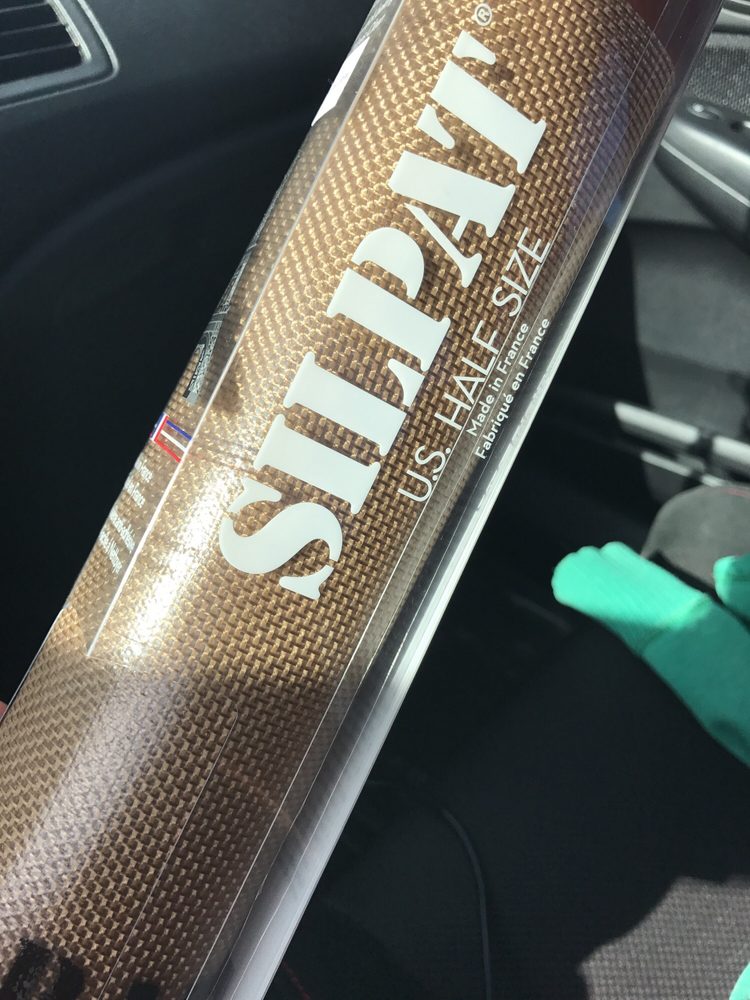 SILPAT®
U.S. HALF SIZE
Made in France
Fabriqué en France